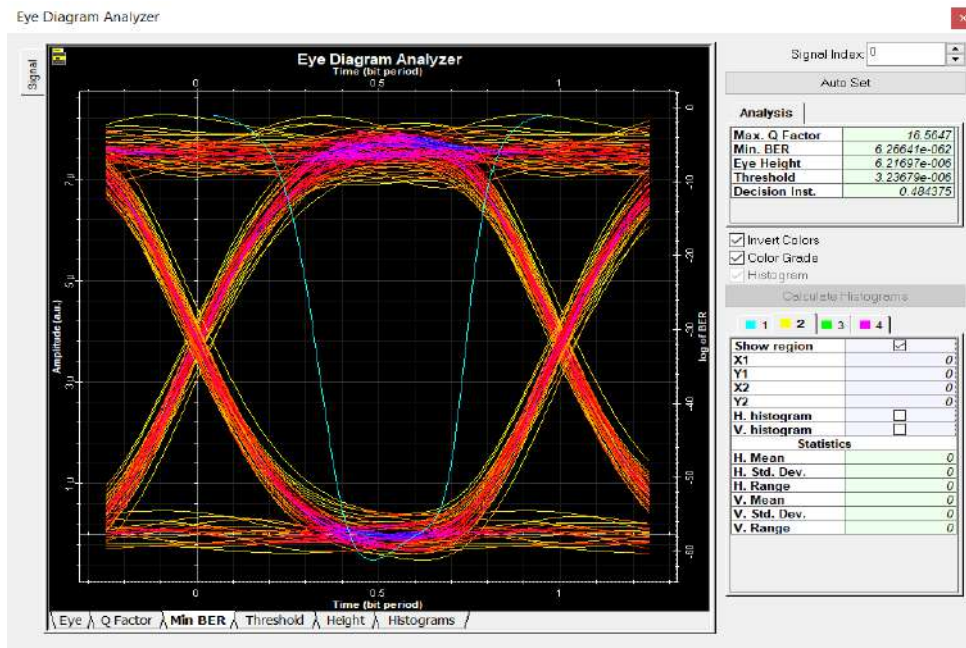 Eye Diagram Analyzer
Signal
Eye Diagram Analyzer
Time (bit period)
0 0.5 1
Amplitude (a.u.)
7 µ
5 µ
3 µ
1 µ
log of BER
0
-10
-20
-30
-40
-50
-60
0 0.5 1
Time (bit period)
Eye Q Factor Min BER Threshold Height Histograms
Signal Index: 0
Auto Set
Analysis
Max. Q Factor 16.5647
Min. BER 6.26641e-062
Eye Height 6.21697e-006
Threshold 3.23679e-006
Decision Inst. 0.484375
Invert Colors
Color Grade
Histogram
Calculate Histograms
1 2 3 4
Show region
X1 0
Y1 0
X2 0
Y2 0
H. histogram
V. histogram
Statistics
H. Mean 0
H. Std. Dev. 0
H. Range 0
V. Mean 0
V. Std. Dev. 0
V. Range 0